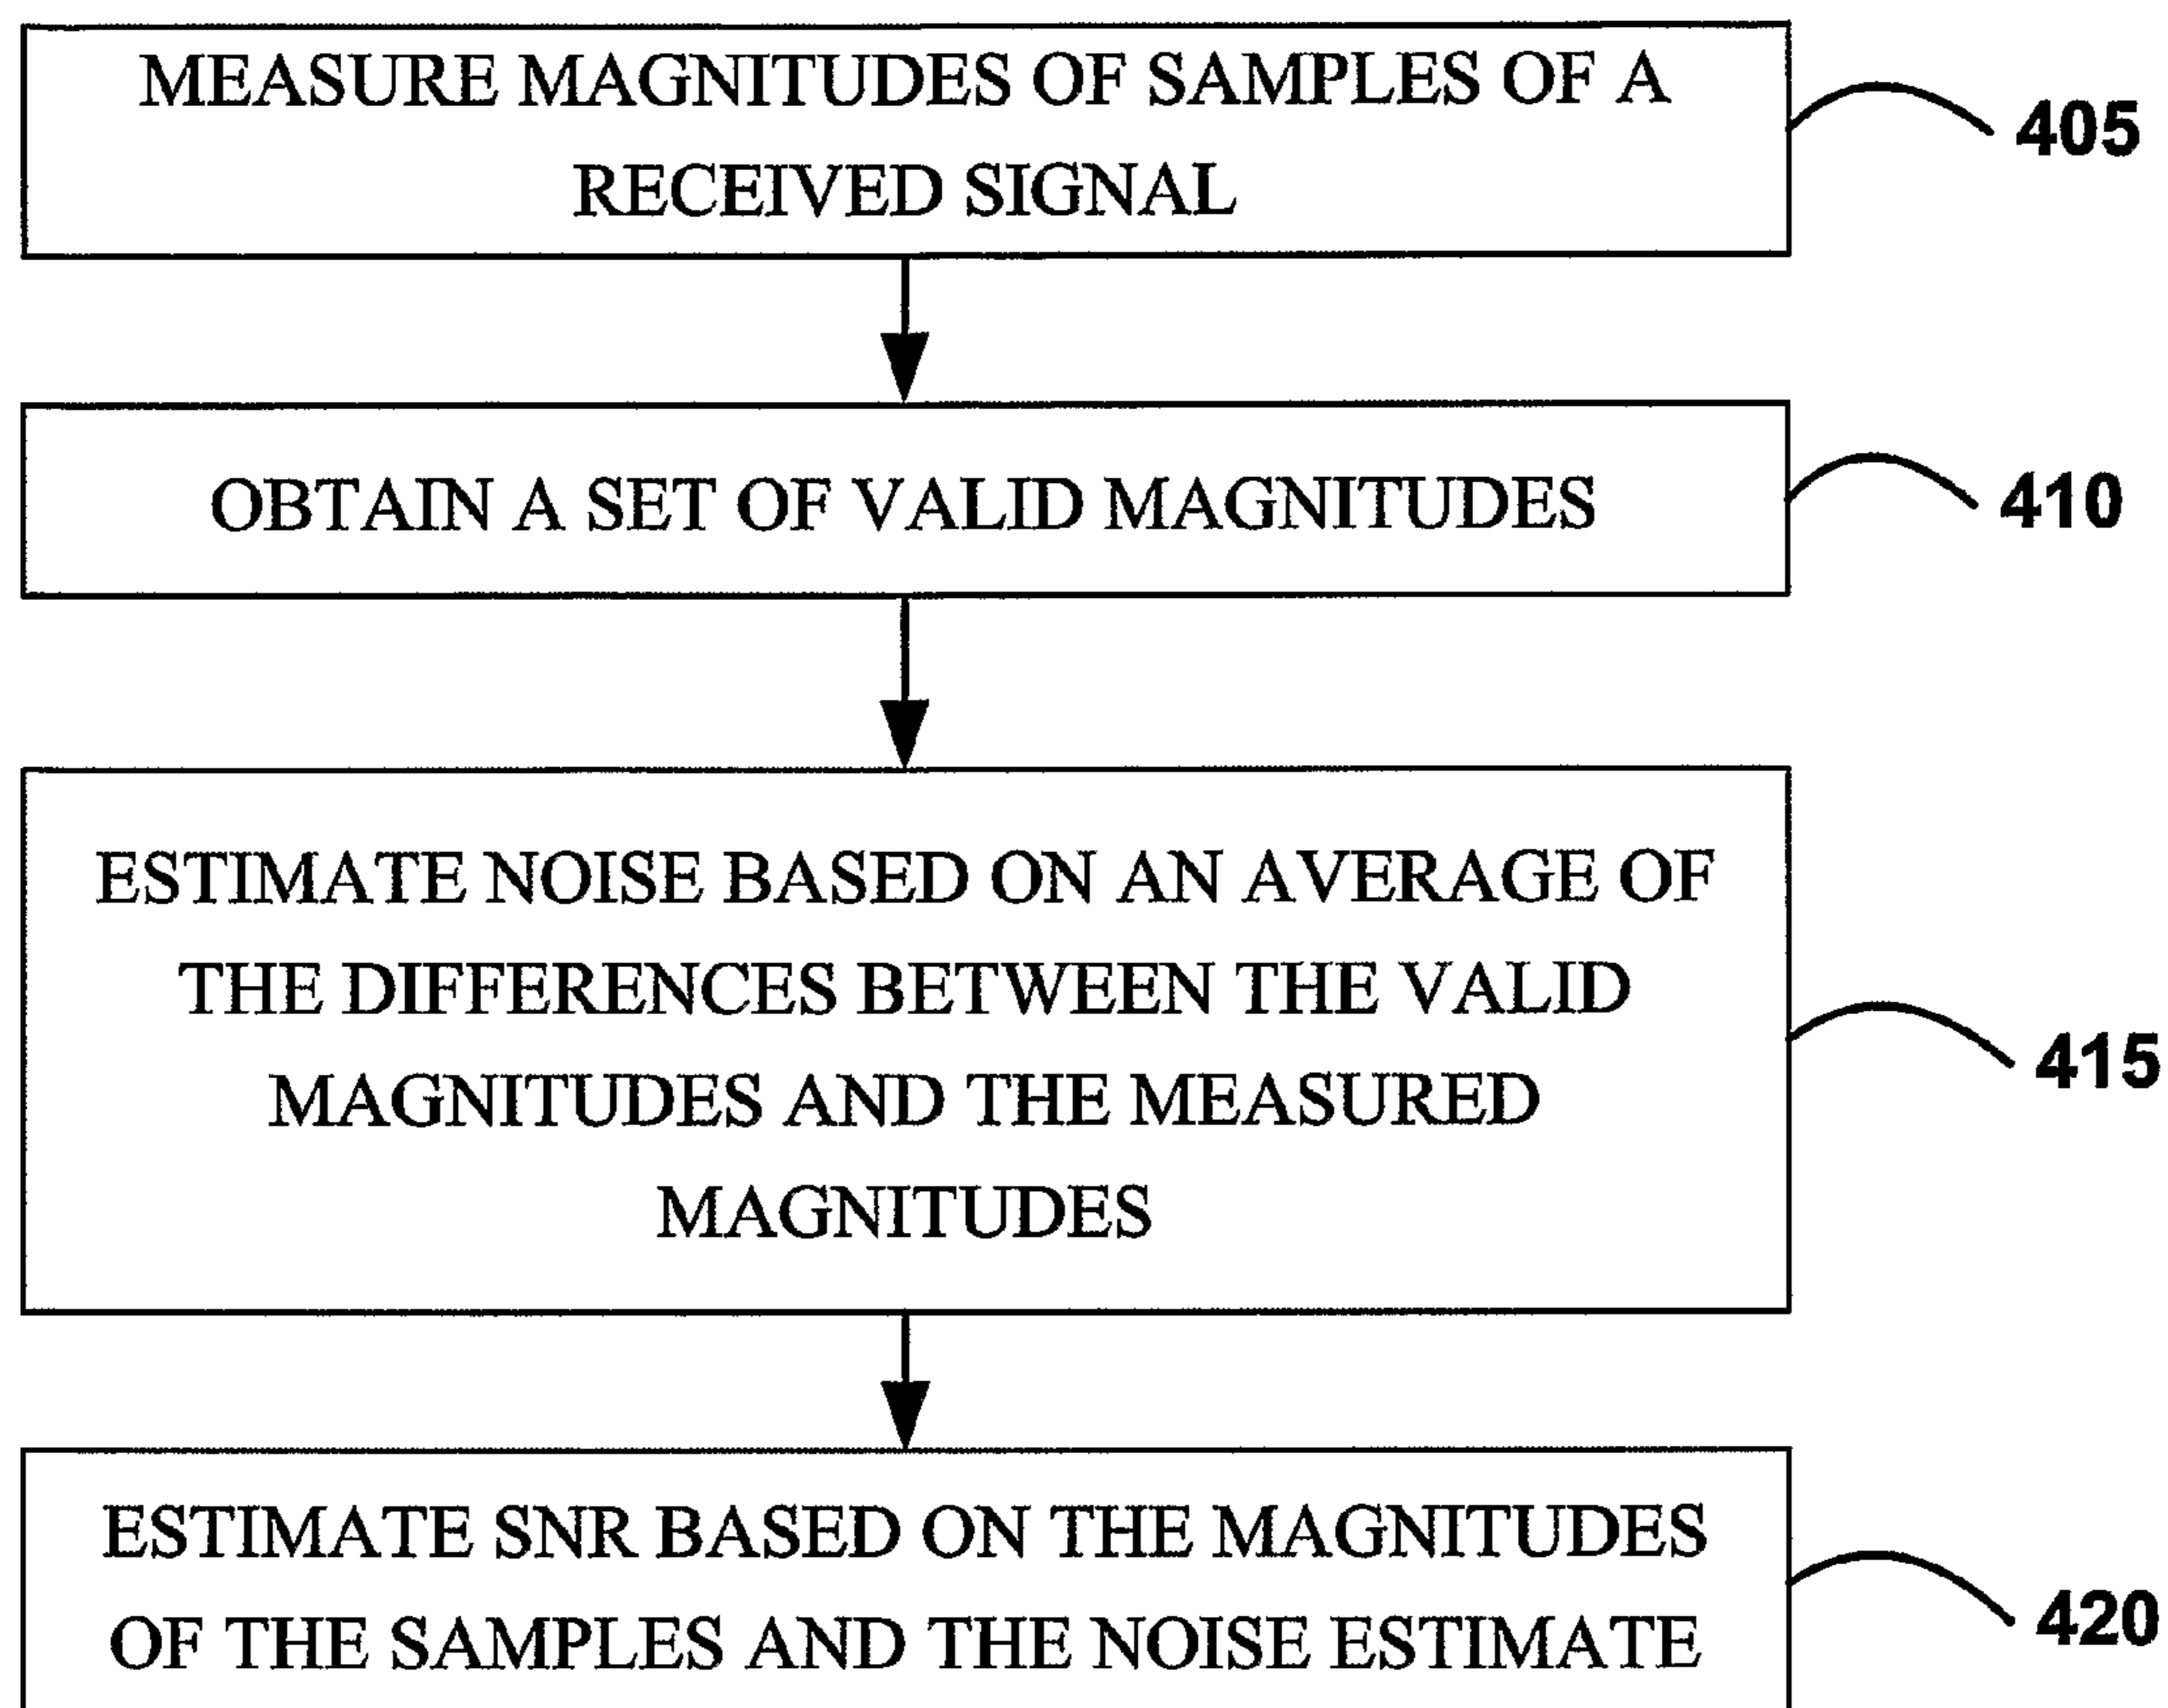 MEASURE MAGNITUDES OF SAMPLES OF A
RECEIVED SIGNAL
405
OBTAIN A SET OF VALID MAGNITUDES
410
ESTIMATE NOISE BASED ON AN AVERAGE OF
THE DIFFERENCES BETWEEN THE VALID
MAGNITUDES AND THE MEASURED
MAGNITUDES
415
ESTIMATE SNR BASED ON THE MAGNITUDES
OF THE SAMPLES AND THE NOISE ESTIMATE
420